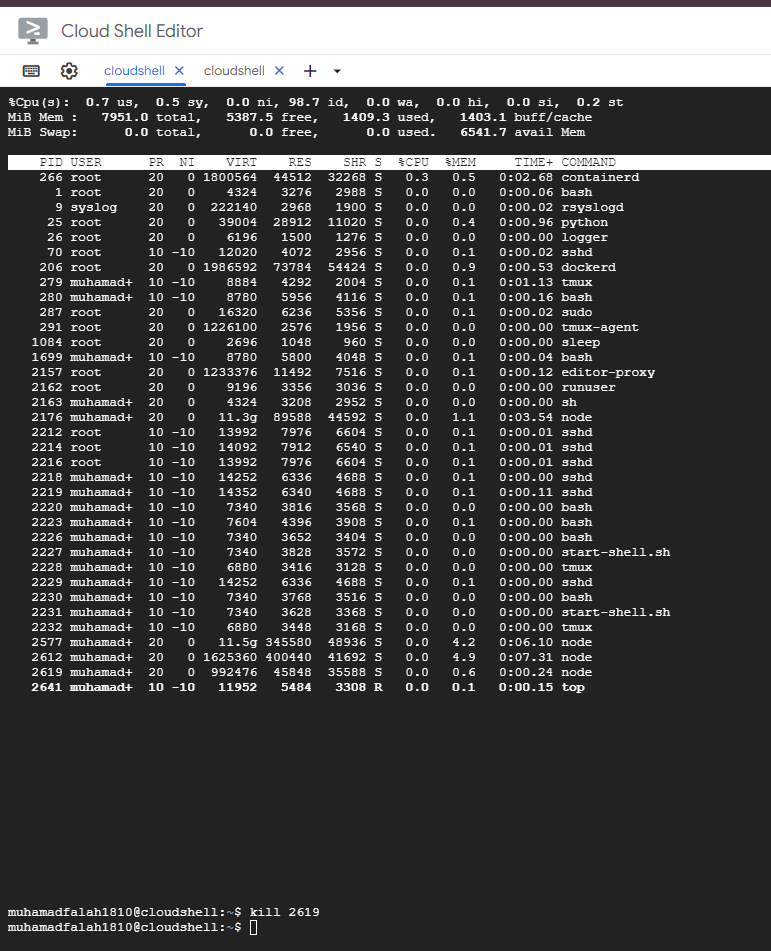 Cloud Shell Editor
cloudshell × cloudshell ×
%Cpu(s):  0.7 us,  0.5 sy,  0.0 ni, 98.7 id,  0.0 wa,  0.0 hi,  0.0 si,  0.2 st
MiB Mem :   7951.0 total,   5387.5 free,   1409.3 used,   1403.1 buff/cache
MiB Swap:      0.0 total,      0.0 free,      0.0 used.   6541.7 avail Mem
PID USER PR NI VIRT RES SHR S %CPU %MEM TIME+ COMMAND
266 root 20 0 1800564 44512 32268 S 0.3 0.5 0:02.68 containerd
1 root 20 0 4324 3276 2988 S 0.0 0.0 0:00.06 bash
9 syslog 20 0 222140 2968 1900 S 0.0 0.0 0:00.02 rsyslogd
25 root 20 0 39004 28912 11020 S 0.0 0.4 0:00.96 python
26 root 20 0 6196 1500 1276 S 0.0 0.0 0:00.00 logger
70 root 10 -10 12020 4072 2956 S 0.0 0.1 0:00.02 sshd
206 root 20 0 1986592 73784 54424 S 0.0 0.9 0:00.53 dockerd
279 muhamad+ 10 -10 8884 4292 2004 S 0.0 0.1 0:01.13 tmux
280 muhamad+ 10 -10 8780 5956 4116 S 0.0 0.1 0:00.16 bash
287 root 20 0 16320 6236 5356 S 0.0 0.1 0:00.02 sudo
291 root 20 0 1226100 2576 1956 S 0.0 0.0 0:00.00 tmux-agent
1084 root 20 0 2696 1048 960 S 0.0 0.0 0:00.00 sleep
1699 muhamad+ 10 -10 8780 5800 4048 S 0.0 0.1 0:00.04 bash
2157 root 20 0 1233376 11492 7516 S 0.0 0.1 0:00.12 editor-proxy
2162 root 20 0 9196 3356 3036 S 0.0 0.0 0:00.00 runuser
2163 muhamad+ 20 0 4324 3208 2952 S 0.0 0.0 0:00.00 sh
2176 muhamad+ 20 0 11.3g 89588 44592 S 0.0 1.1 0:03.54 node
2212 root 10 -10 13992 7976 6604 S 0.0 0.1 0:00.01 sshd
2214 root 10 -10 14092 7912 6540 S 0.0 0.1 0:00.01 sshd
2216 root 10 -10 13992 7976 6604 S 0.0 0.1 0:00.01 sshd
2218 muhamad+ 10 -10 14252 6336 4688 S 0.0 0.1 0:00.00 sshd
2219 muhamad+ 10 -10 14352 6340 4688 S 0.0 0.1 0:00.11 sshd
2220 muhamad+ 10 -10 7340 3816 3568 S 0.0 0.0 0:00.00 bash
2223 muhamad+ 10 -10 7604 4396 3908 S 0.0 0.1 0:00.00 bash
2226 muhamad+ 10 -10 7340 3652 3404 S 0.0 0.0 0:00.00 bash
2227 muhamad+ 10 -10 7340 3828 3572 S 0.0 0.0 0:00.00 start-shell.sh
2228 muhamad+ 10 -10 6880 3416 3128 S 0.0 0.0 0:00.00 tmux
2229 muhamad+ 10 -10 14252 6336 4688 S 0.0 0.1 0:00.00 sshd
2230 muhamad+ 10 -10 7340 3768 3516 S 0.0 0.0 0:00.00 bash
2231 muhamad+ 10 -10 7340 3628 3368 S 0.0 0.0 0:00.00 start-shell.sh
2232 muhamad+ 10 -10 6880 3448 3168 S 0.0 0.0 0:00.00 tmux
2577 muhamad+ 20 0 11.5g 345580 48936 S 0.0 4.2 0:06.10 node
2612 muhamad+ 20 0 1625360 400440 41692 S 0.0 4.9 0:07.31 node
2619 muhamad+ 20 0 992476 45848 35588 S 0.0 0.6 0:00.24 node
2641 muhamad+ 10 -10 11952 5484 3308 R 0.0 0.1 0:00.15 top
muhamadfalah1810@cloudshell:~$ kill 2619
muhamadfalah1810@cloudshell:~$